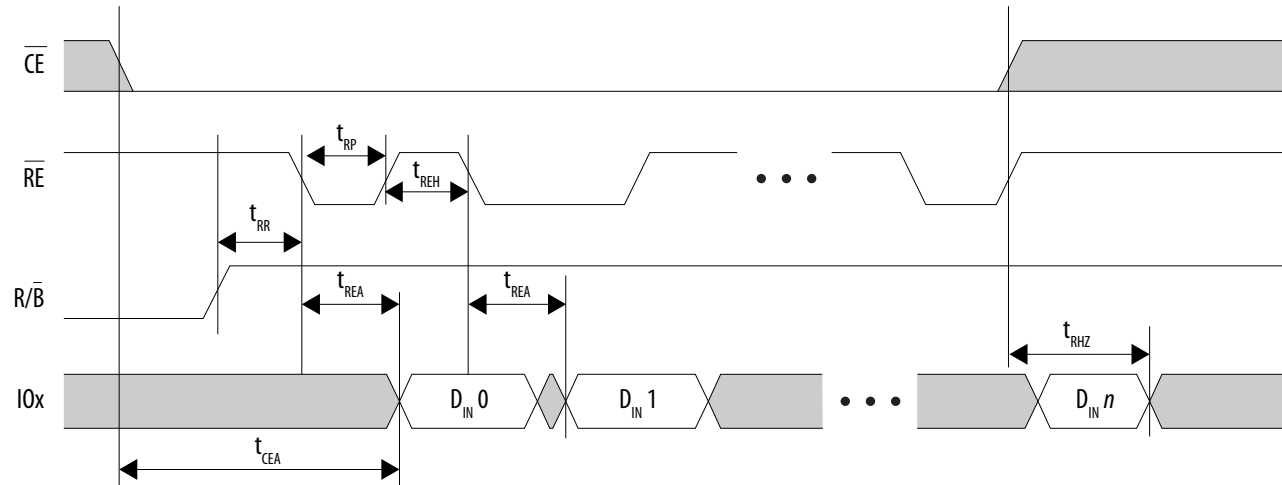 CE
tRP
RE
tREH
tRR
R/B
tREA
tREA
tRHZ
IOx
DIN 0
DIN 1
DIN n
tCEA